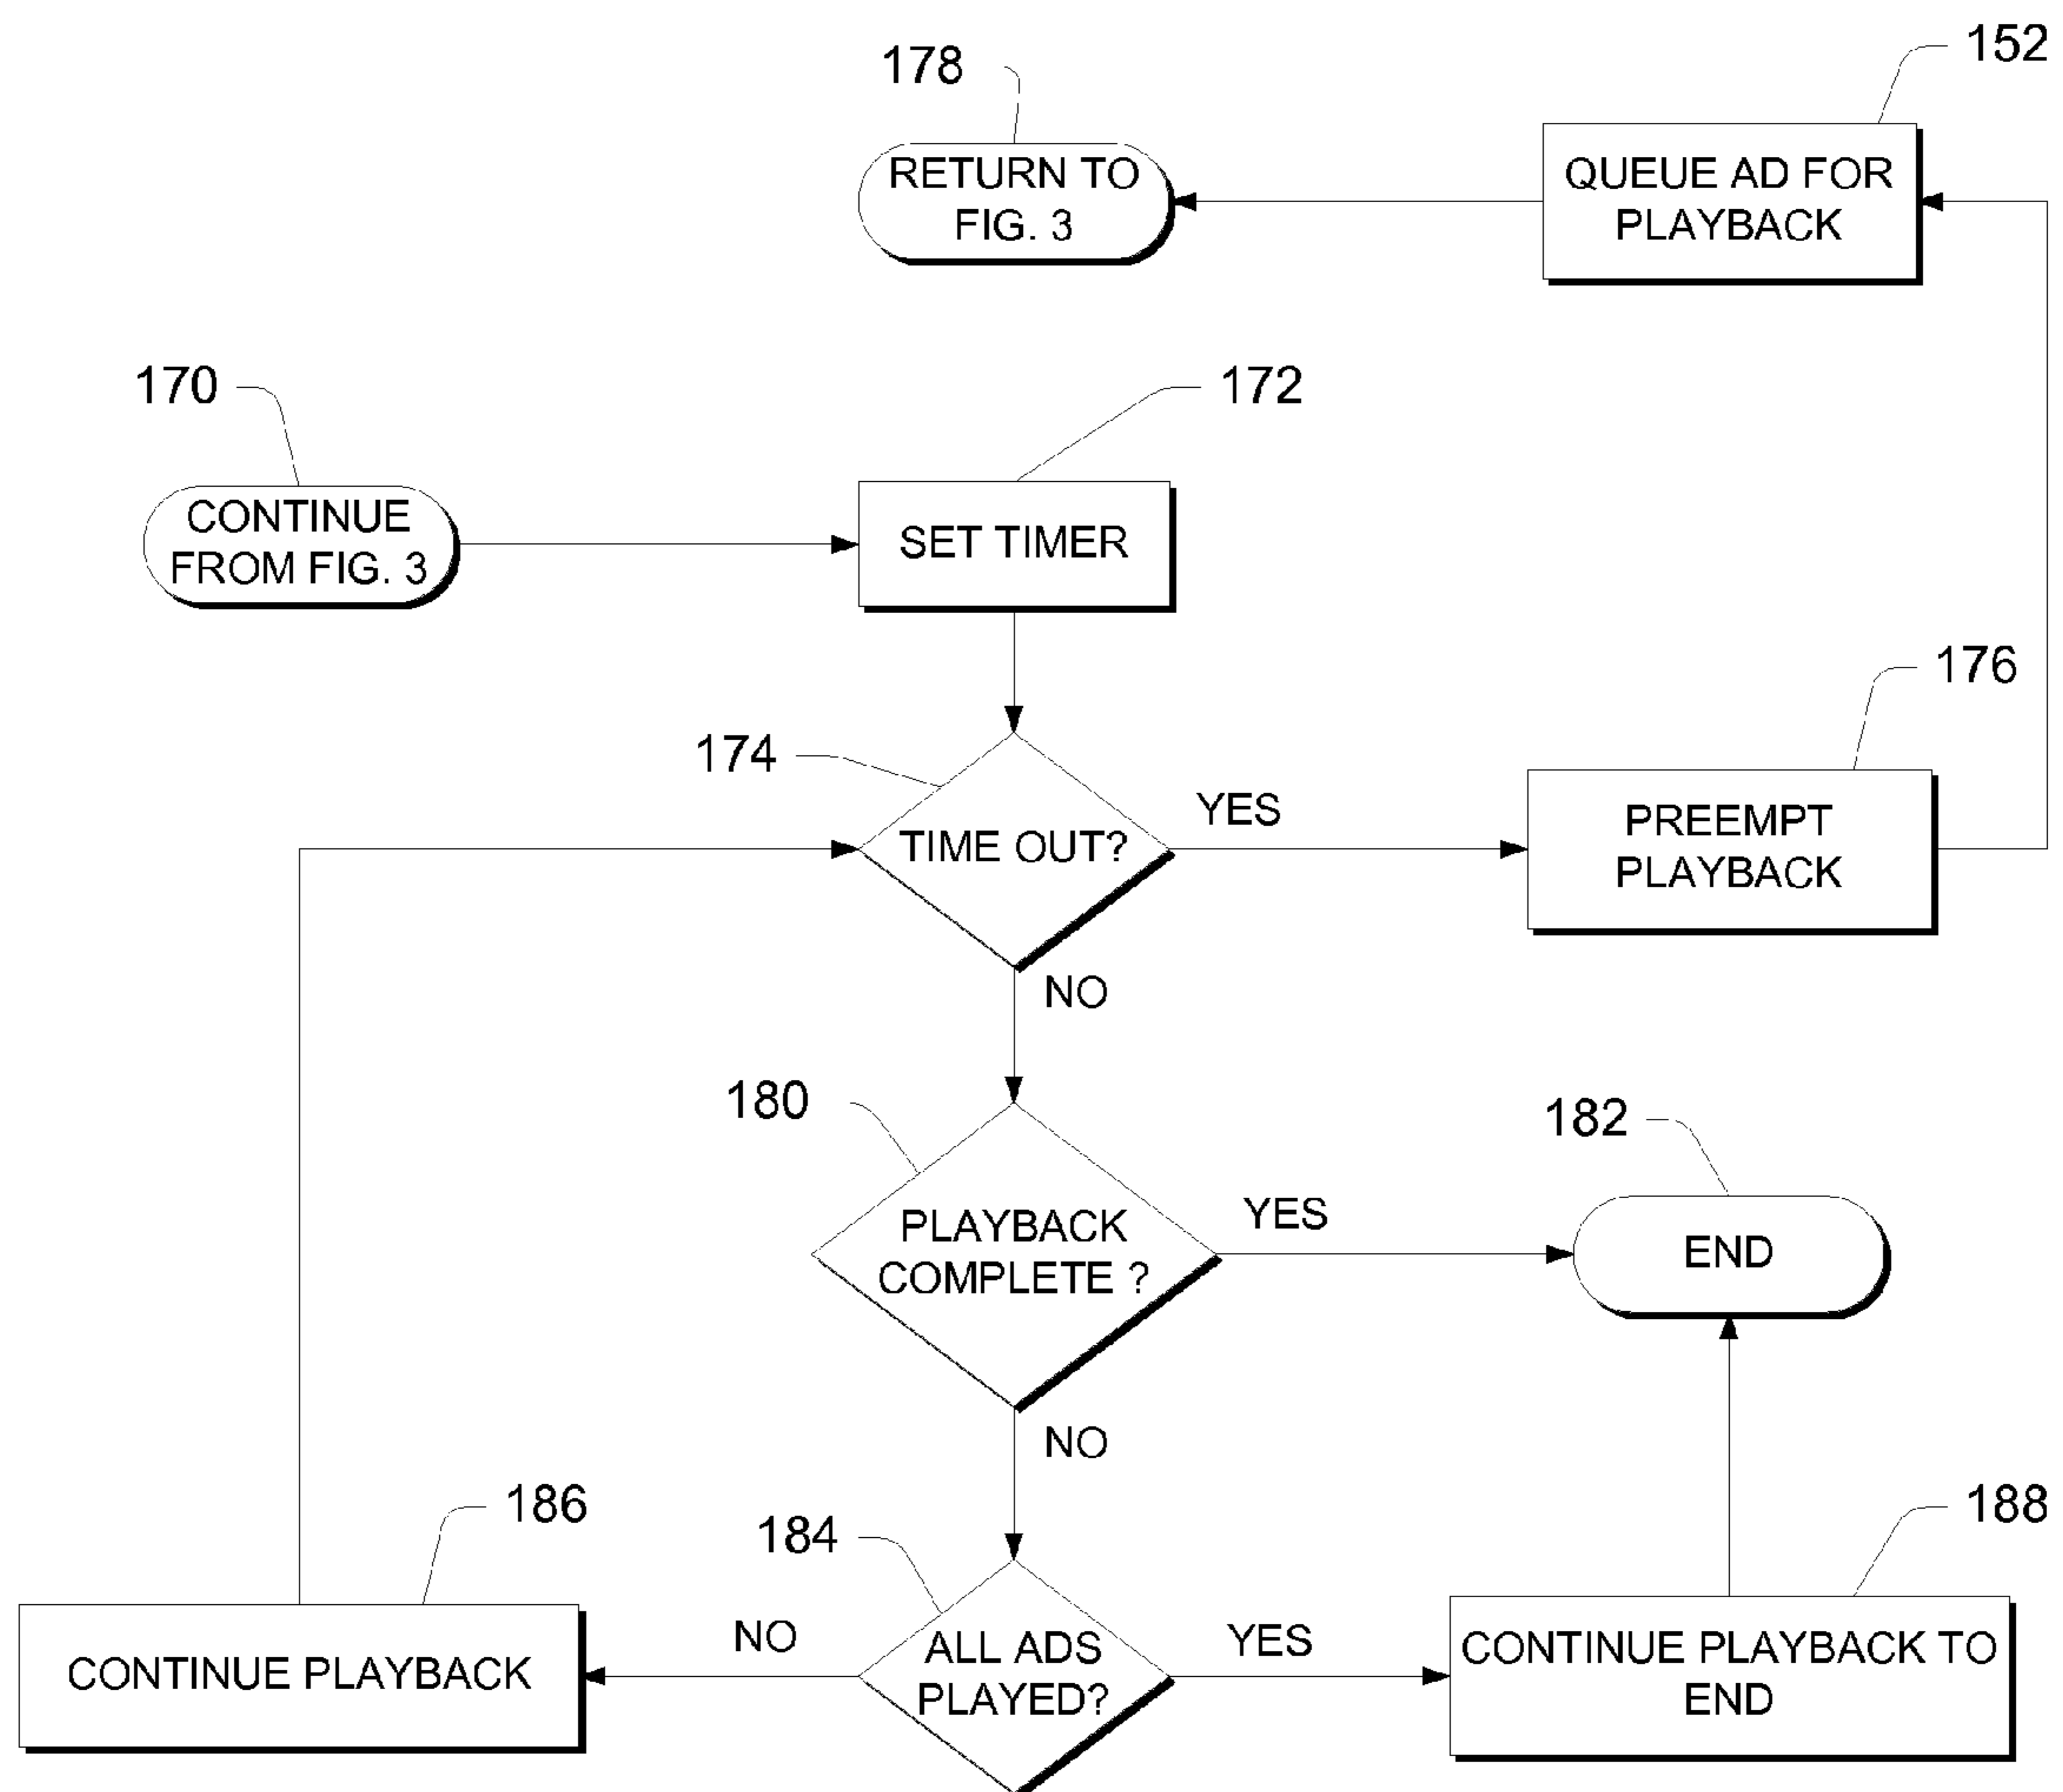 152
178
RETURN TO
FIG. 3
QUEUE AD FOR
PLAYBACK
170
172
CONTINUE
FROM FIG. 3
SET TIMER
176
174
YES
TIME OUT?
PREEMPT
PLAYBACK
NO
180
182
YES
PLAYBACK
COMPLETE ?
END
NO
186
188
184
NO
YES
CONTINUE PLAYBACK
ALL ADS
PLAYED?
CONTINUE PLAYBACK TO
END